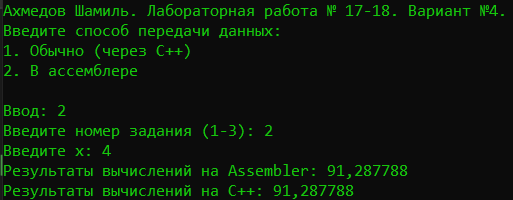 Ахмедов Шамиль. Лабораторная работа № 17-18. Вариант №4.
Введите способ передачи данных:
1. Обычно (через C++)
2. В ассемблере
Ввод: 2
Введите номер задания (1-3): 2
Введите x: 4
Результаты вычислений на Assembler: 91,287788
Результаты вычислений на C++: 91,287788